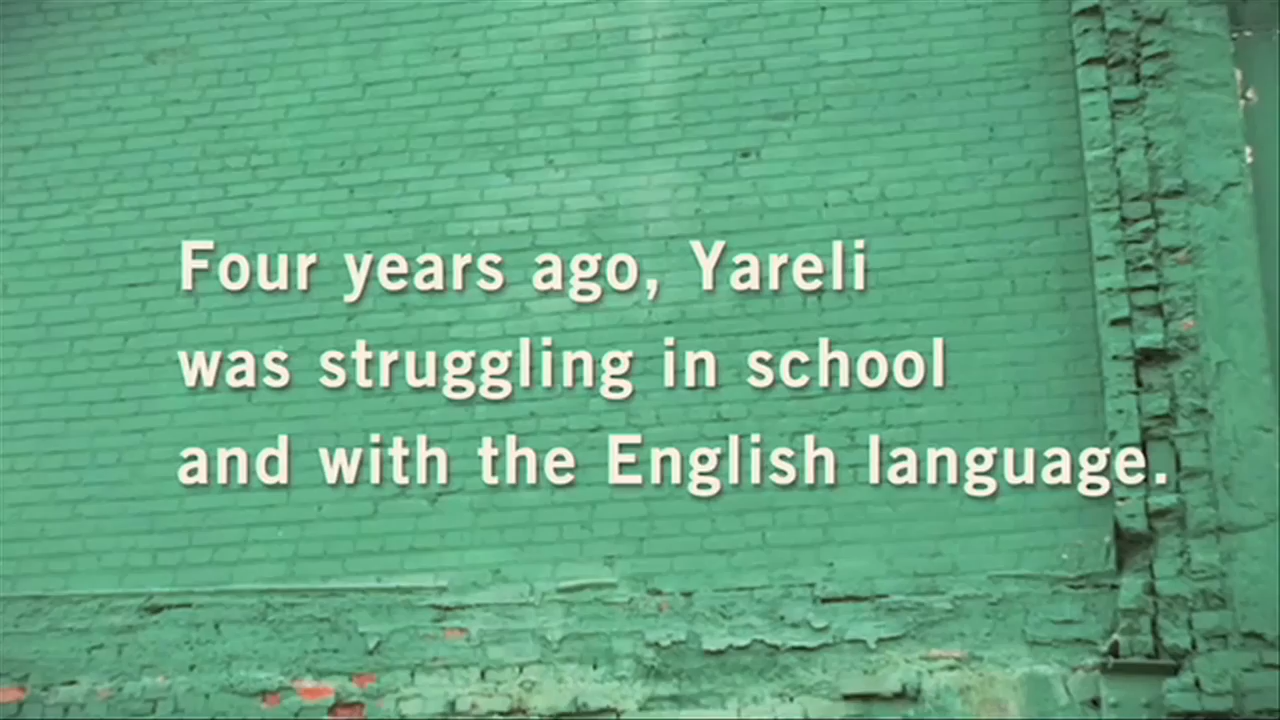 Four years ago, Yareli
was struggling in school
and with the English language.